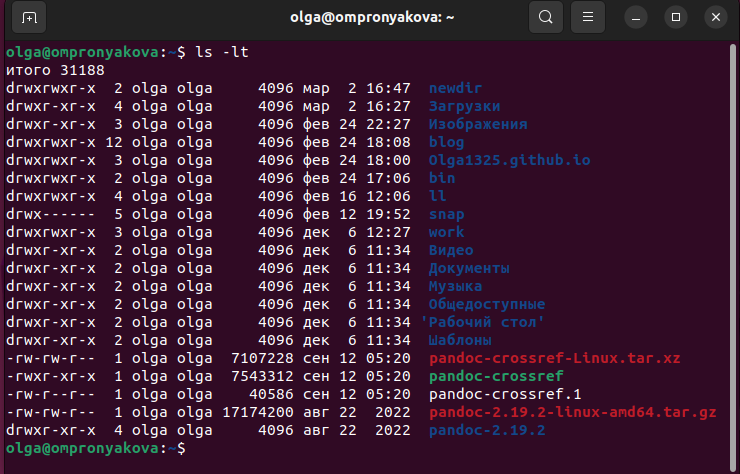 olga@ompronyakova: ~
olga@ompronyakova:~$ ls -lt
итого 31188
drwxrwxr-x  2 olga olga     4096 мар  2 16:47  newdir
drwxr-xr-x  4 olga olga     4096 мар  2 16:27  Загрузки
drwxr-xr-x  3 olga olga     4096 фев 24 22:27  Изображения
drwxrwxr-x 12 olga olga     4096 фев 24 18:08  blog
drwxrwxr-x  3 olga olga     4096 фев 24 18:00  Olga1325.github.io
drwxrwxr-x  2 olga olga     4096 фев 24 17:06  bin
drwxrwxr-x  4 olga olga     4096 фев 16 12:06  ll
drwx------  5 olga olga     4096 фев 12 19:52  snap
drwxrwxr-x  3 olga olga     4096 дек  6 12:27  work
drwxr-xr-x  2 olga olga     4096 дек  6 11:34  Видео
drwxr-xr-x  2 olga olga     4096 дек  6 11:34  Документы
drwxr-xr-x  2 olga olga     4096 дек  6 11:34  Музыка
drwxr-xr-x  2 olga olga     4096 дек  6 11:34  Общедоступные
drwxr-xr-x  2 olga olga     4096 дек  6 11:34 'Рабочий стол'
drwxr-xr-x  2 olga olga     4096 дек  6 11:34  Шаблоны
-rw-rw-r--  1 olga olga  7107228 сен 12 05:20  pandoc-crossref-Linux.tar.xz
-rwxr-xr-x  1 olga olga  7543312 сен 12 05:20  pandoc-crossref
-rw-r--r--  1 olga olga    40586 сен 12 05:20  pandoc-crossref.1
-rw-rw-r--  1 olga olga 17174200 авг 22  2022  pandoc-2.19.2-linux-amd64.tar.gz
drwxr-xr-x  4 olga olga     4096 авг 22  2022  pandoc-2.19.2
olga@ompronyakova:~$